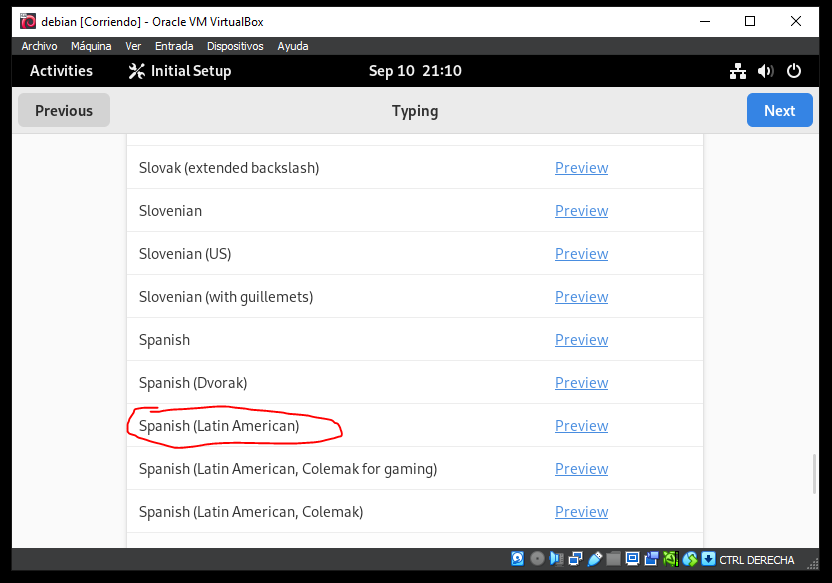 debian [Corriendo] - Oracle VM VirtualBox
Archivo Máquina Ver Entrada Dispositivos Ayuda
Activities Initial Setup Sep 10 21:10
Previous Typing Next
Slovak (extended backslash) Preview
Slovenian Preview
Slovenian (US) Preview
Slovenian (with guillemets) Preview
Spanish Preview
Spanish (Dvorak) Preview
Spanish (Latin American) Preview
Spanish (Latin American, Colemak for gaming) Preview
Spanish (Latin American, Colemak) Preview
CTRL DERECHA